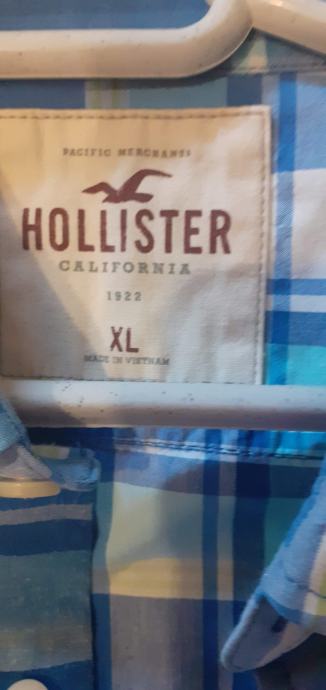 PACIFIC MERCHANTS
HOLLISTER
CALIFORNIA
1922
XL
MADE IN VIETNAM